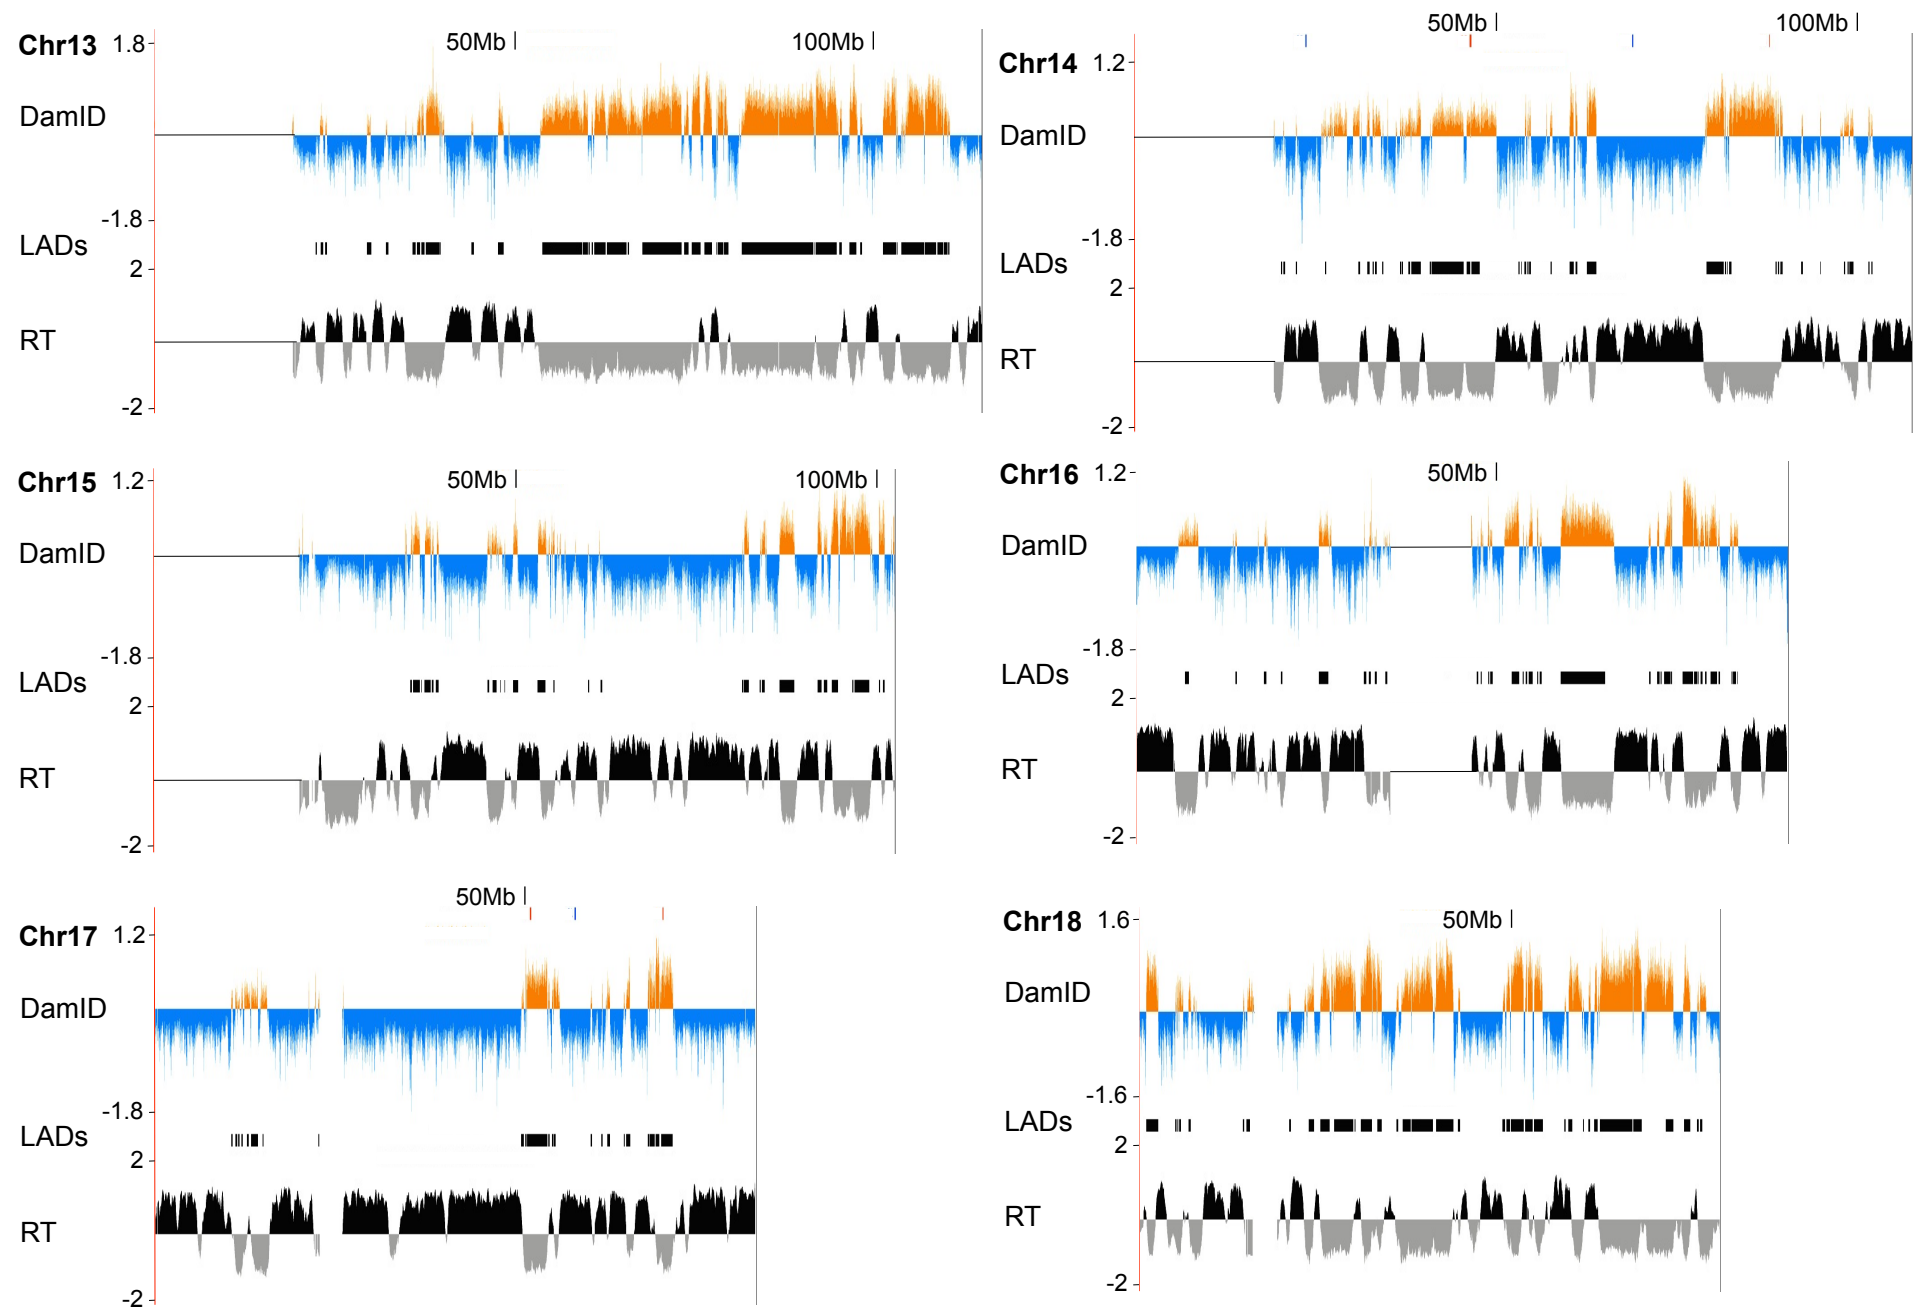 Chr13 1.8 50Mb 100Mb
DamID
-1.8
LADs
2
RT
-2
Chr14 1.2 50Mb 100Mb
DamID
-1.8
LADs
2
RT
-2
Chr15 1.2 50Mb 100Mb
DamID
-1.8
LADs
2
RT
-2
Chr16 1.2 50Mb
DamID
-1.8
LADs
2
RT
-2
Chr17 1.2 50Mb
DamID
-1.8
LADs
2
RT
-2
Chr18 1.6 50Mb
DamID
-1.6
LADs
2
RT
-2